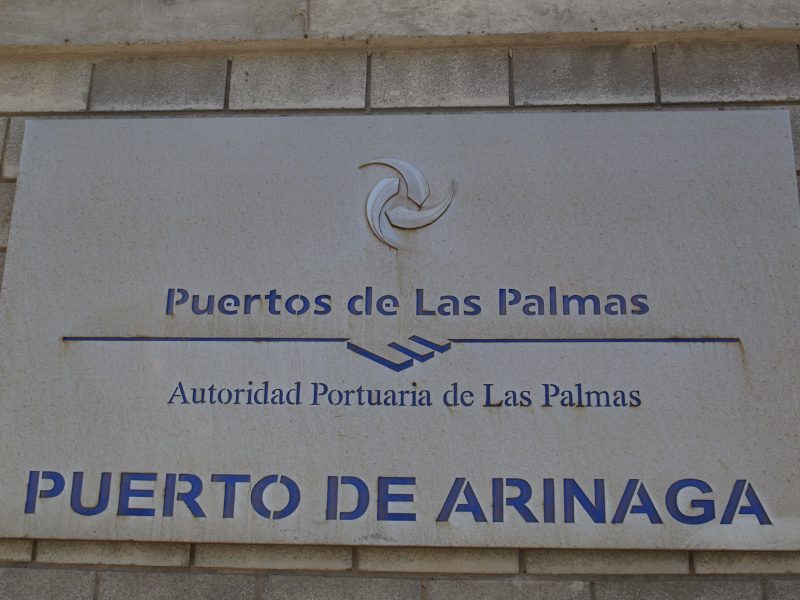 Puertos de Las Palmas
Autoridad Portuaria de Las Palmas
PUERTO DE ARINAGA